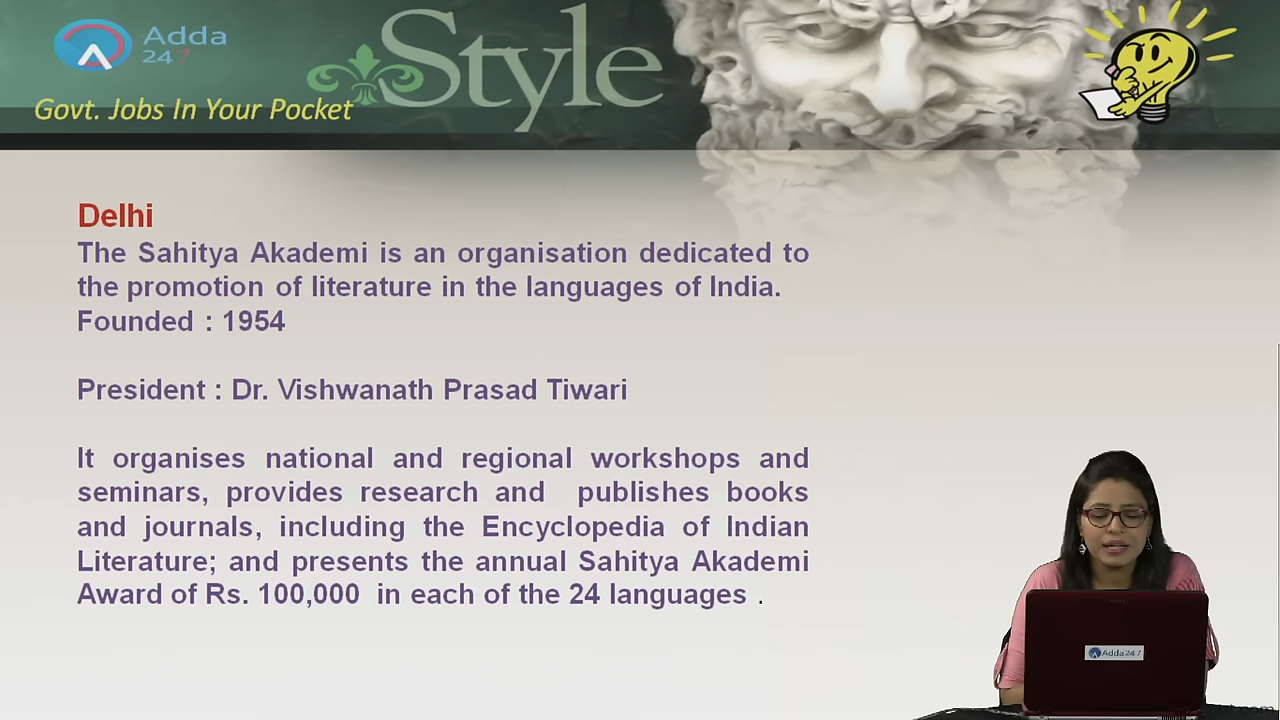 Adda
247
Style
Govt. Jobs In Your Pocket
Delhi
The Sahitya Akademi is an organisation dedicated to
the promotion of literature in the languages of India.
Founded : 1954
President : Dr. Vishwanath Prasad Tiwari
It organises national and regional workshops and
seminars, provides research and publishes books
and journals, including the Encyclopedia of Indian
Literature; and presents the annual Sahitya Akademi
Award of Rs. 100,000 in each of the 24 languages .
Adda247